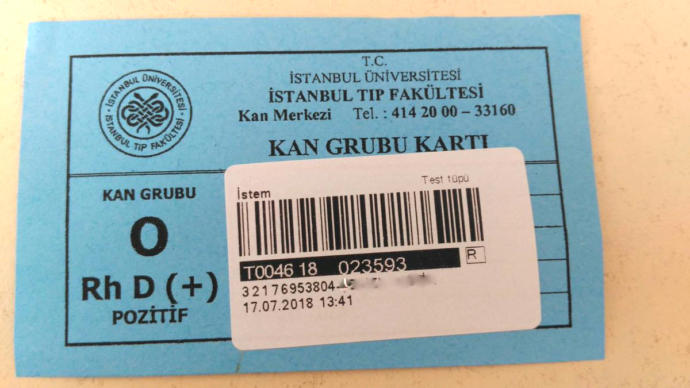 T.C.
İSTANBUL ÜNİVERSİTESİ
İSTANBUL TIP FAKÜLTESİ
Kan Merkezi Tel. : 414 20 00 – 33160
KAN GRUBU KARTI
İSTANBUL ÜNİVERSİTESİ
İSTANBUL TIP FAKÜLTESİ
KAN GRUBU
O
Rh D (+)
POZİTİF
İstem Test tüpü
T0046 18 023593 R
32176953804
17.07.2018 13:41